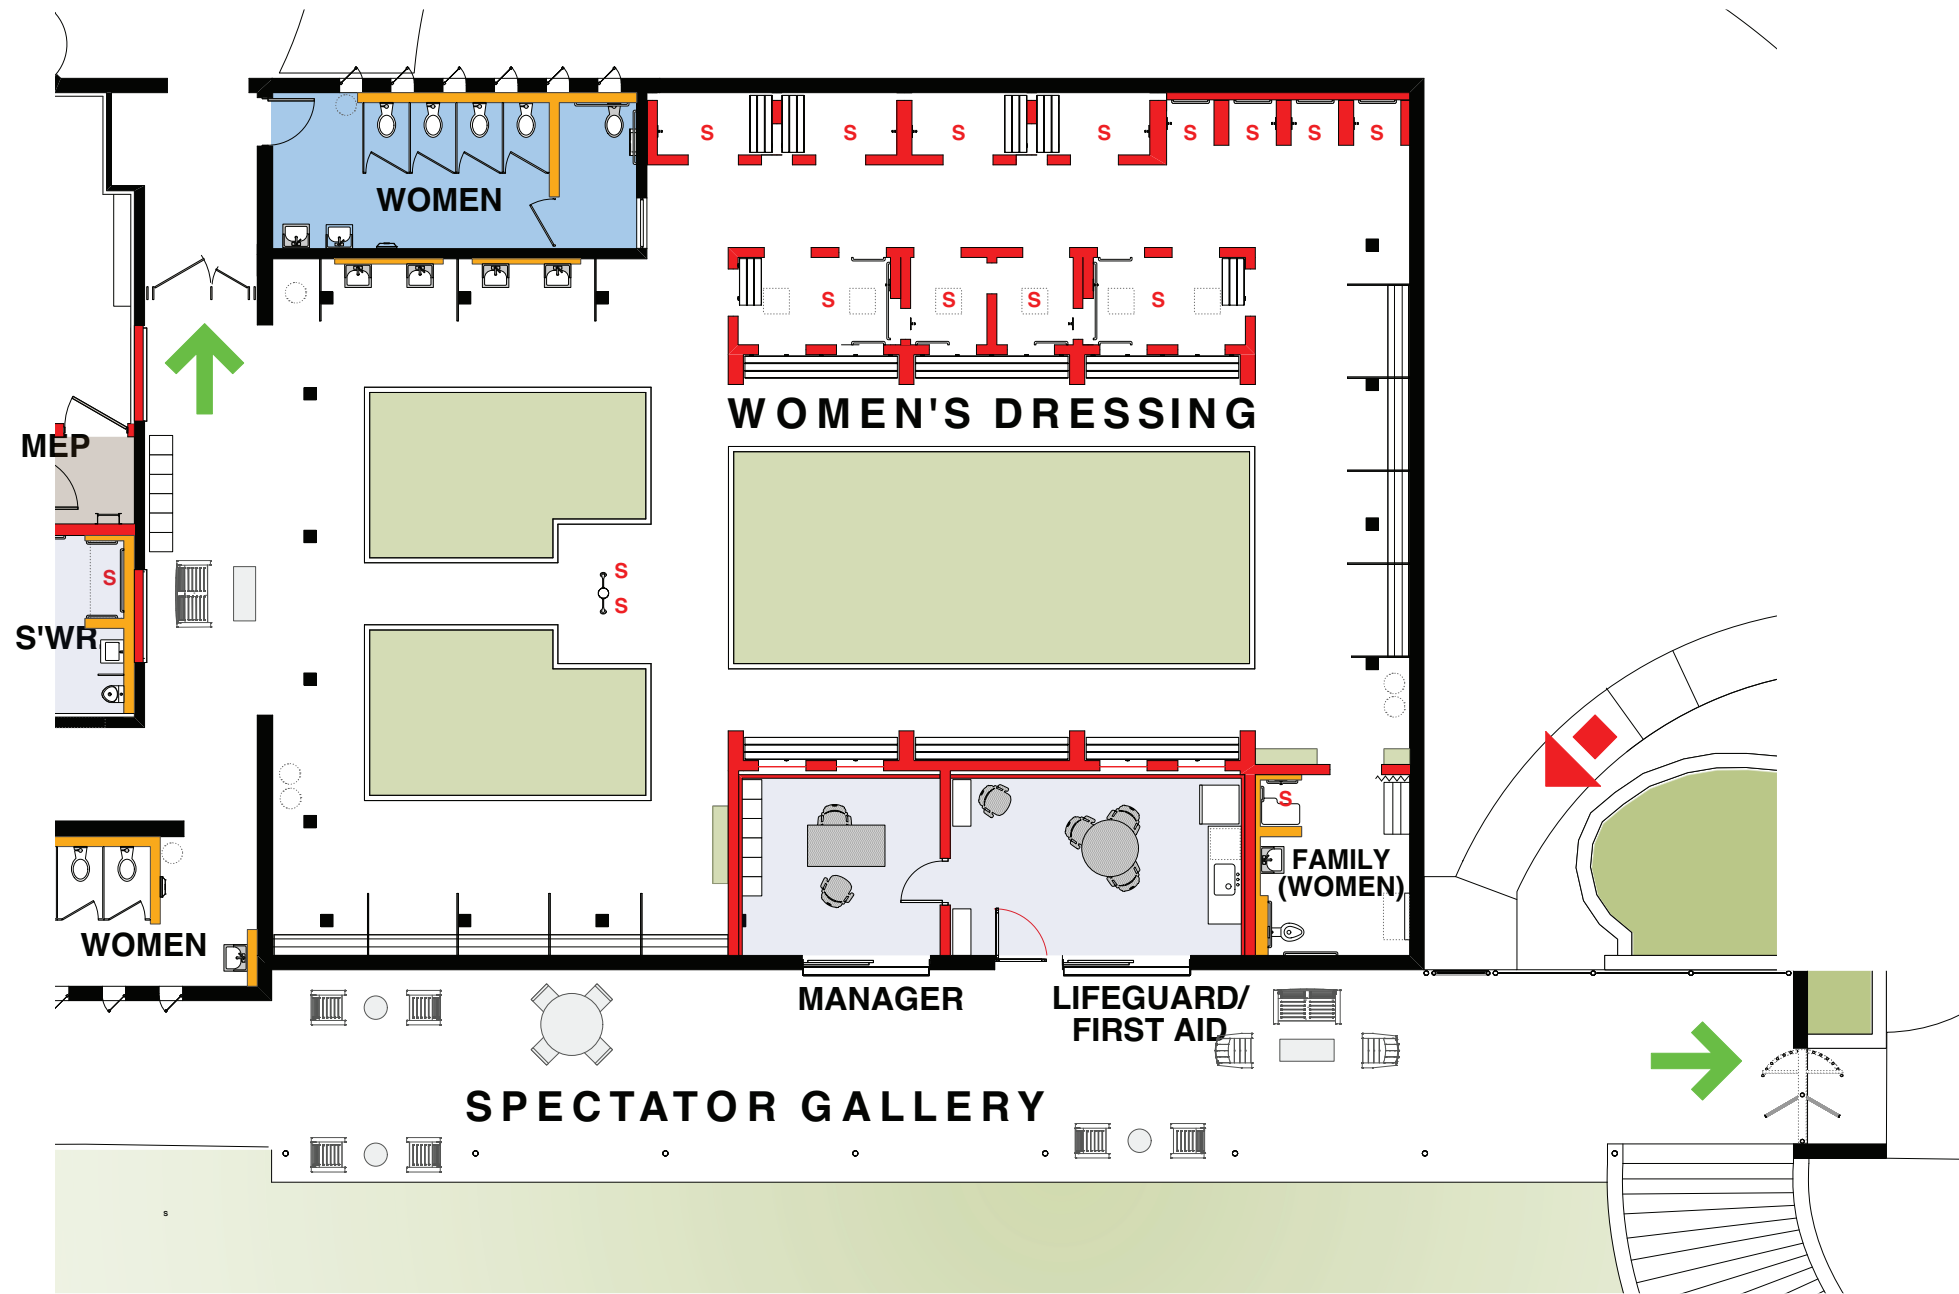 S S S S S S S S
WOMEN
S S S S
WOMEN'S DRESSING
MEP
S
S
S
S'WR.
S
FAMILY
(WOMEN)
WOMEN
MANAGER
LIFEGUARD/
FIRST AID
SPECTATOR GALLERY
S